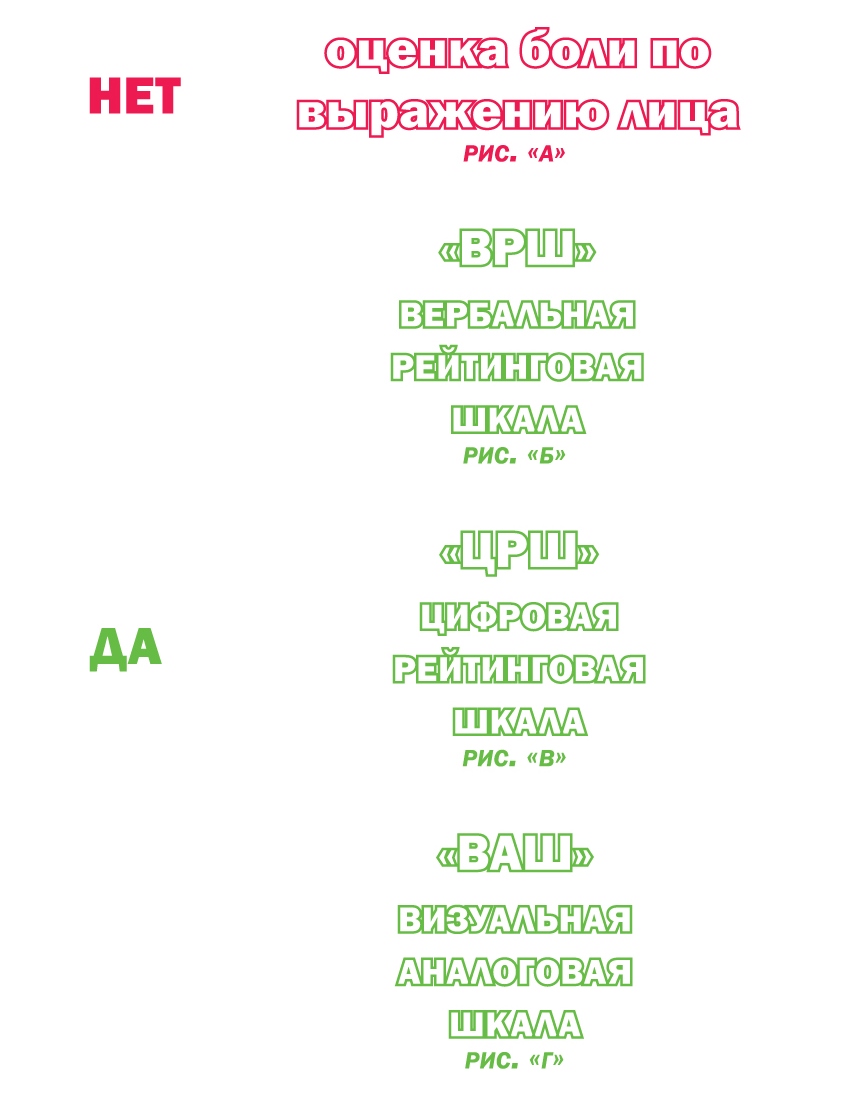 НЕТ
оценка боли по
выражению лица
РИС. «А»
«ВРШ»
ВЕРБАЛЬНАЯ
РЕЙТИНГОВАЯ
ШКАЛА
РИС. «Б»
ДА
«ЦРШ»
ЦИФРОВАЯ
РЕЙТИНГОВАЯ
ШКАЛА
РИС. «В»
«ВАШ»
ВИЗУАЛЬНАЯ
АНАЛОГОВАЯ
ШКАЛА
РИС. «Г»